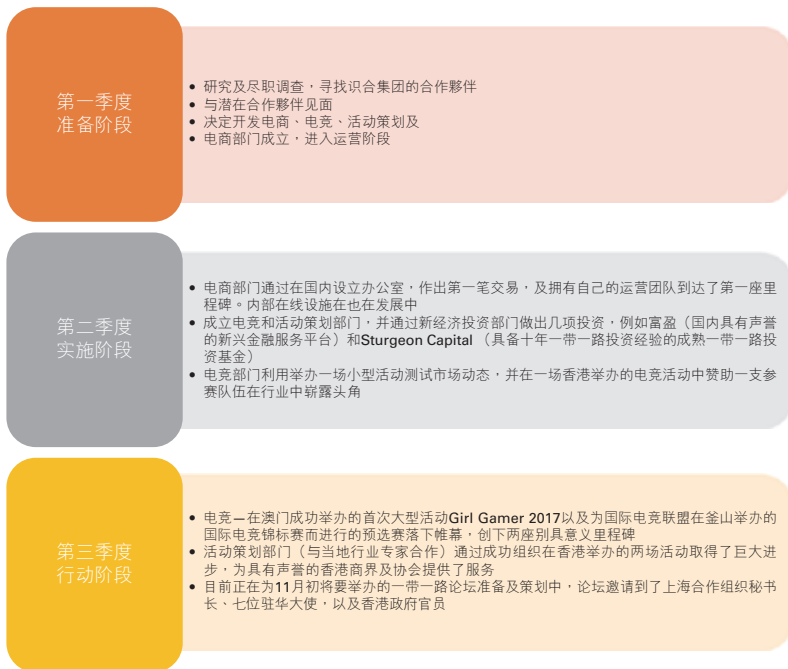 第一季度
准备阶段
• 研究及尽职调查，寻找识合集团的合作夥伴
• 与潜在合作夥伴见面
• 决定开发电商、电竞、活动策划及
• 电商部门成立，进入运营阶段
第二季度
实施阶段
• 电商部门通过在国内设立办公室，作出第一笔交易，及拥有自己的运营团队到达了第一座里
程碑。内部在线设施在也在发展中
• 成立电竞和活动策划部门，并通过新经济投资部门做出几项投资，例如富盈（国内具有声誉
的新兴金融服务平台）和Sturgeon Capital （具备十年一带一路投资经验的成熟一带一路投
资基金）
• 电竞部门利用举办一场小型活动测试市场动态，并在一场香港举办的电竞活动中赞助一支参
赛队伍在行业中崭露头角
第三季度
行动阶段
• 电竞—在澳门成功举办的首次大型活动Girl Gamer 2017以及为国际电竞联盟在釜山举办的
国际电竞锦标赛而进行的预选赛落下帷幕，创下两座别具意义里程碑
• 活动策划部门（与当地行业专家合作）通过成功组织在香港举办的两场活动取得了巨大进
步，为具有声誉的香港商界及协会提供了服务
• 目前正在为11月初将要举办的一带一路论坛准备及策划中，论坛邀请到了上海合作组织秘书
长、七位驻华大使，以及香港政府官员